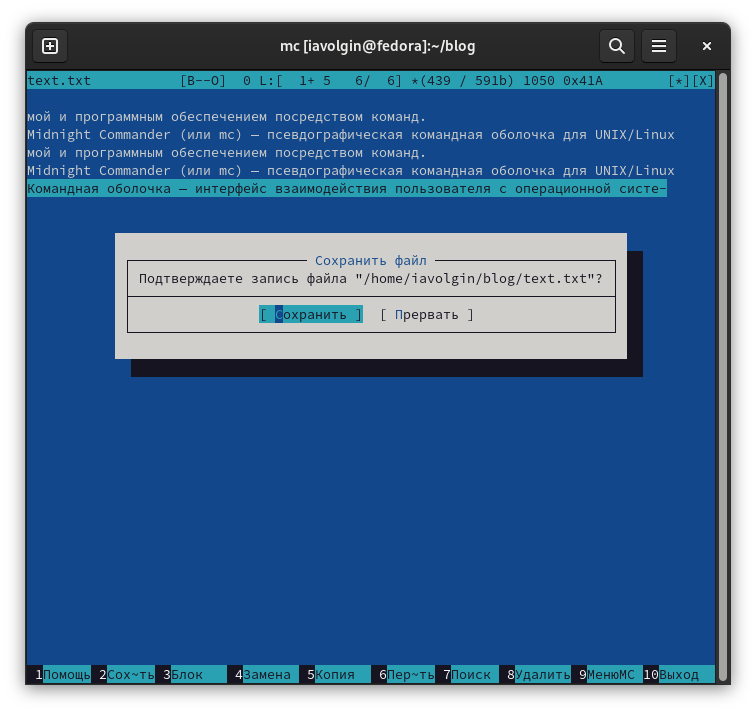 mc [iavolgin@fedora]:~/blog
text.txt [B--O] 0 L:[ 1+ 5 6/ 6] *(439 / 591b) 1050 0x41A [*][X]
мой и программным обеспечением посредством команд.
Midnight Commander (или mc) — псевдографическая командная оболочка для UNIX/Linux
мой и программным обеспечением посредством команд.
Midnight Commander (или mc) — псевдографическая командная оболочка для UNIX/Linux
Командная оболочка — интерфейс взаимодействия пользователя с операционной систе-
Сохранить файл
Подтверждаете запись файла "/home/iavolgin/blog/text.txt"?
[ Сохранить ] [ Прервать ]
1Помощь 2Сох~ть 3Блок 4Замена 5Копия 6Пер~ть 7Поиск 8Удалить 9МенюMC 10Выход